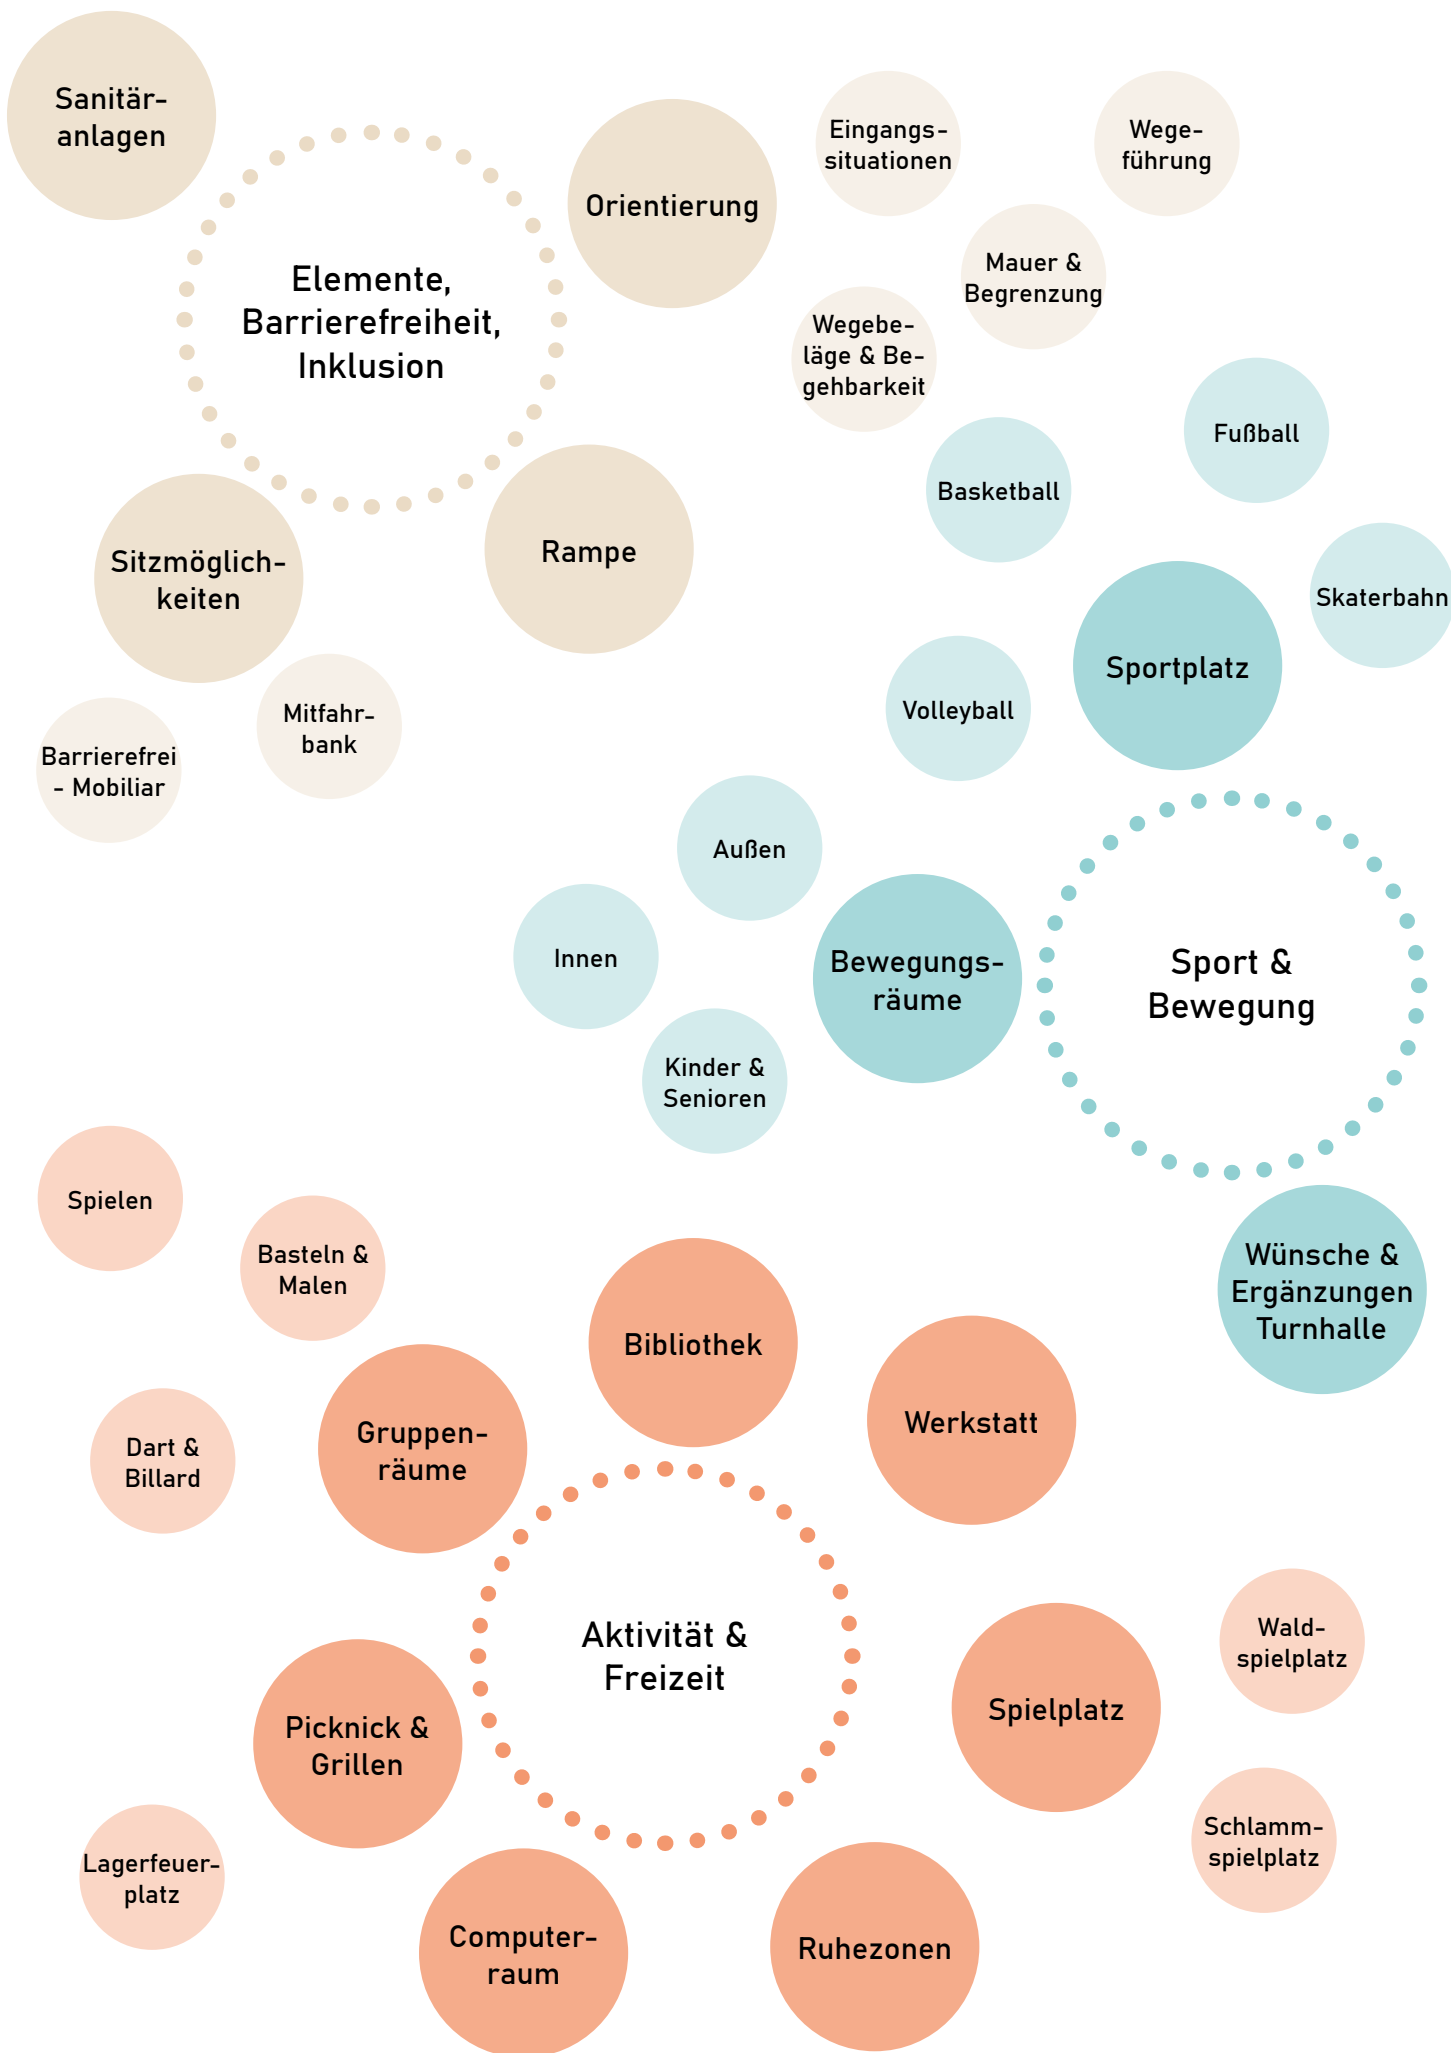 Sanitär-
anlagen
Orientierung
Eingangs-
situationen
Wege-
führung
Elemente,
Barrierefreiheit,
Inklusion
Mauer &
Begrenzung
Wegebe-
läge & Be-
gehbarkeit
Sitzmöglich-
keiten
Rampe
Mitfahr-
bank
Barrierefrei
- Mobiliar
Fußball
Basketball
Skaterbahn
Sportplatz
Volleyball
Außen
Innen
Bewegungs-
räume
Kinder &
Senioren
Sport &
Bewegung
Wünsche &
Ergänzungen
Turnhalle
Spielen
Basteln &
Malen
Bibliothek
Werkstatt
Gruppen-
räume
Dart &
Billard
Aktivität &
Freizeit
Wald-
spielplatz
Spielplatz
Picknick &
Grillen
Schlamm-
spielplatz
Lagerfeuer-
platz
Computer-
raum
Ruhezonen